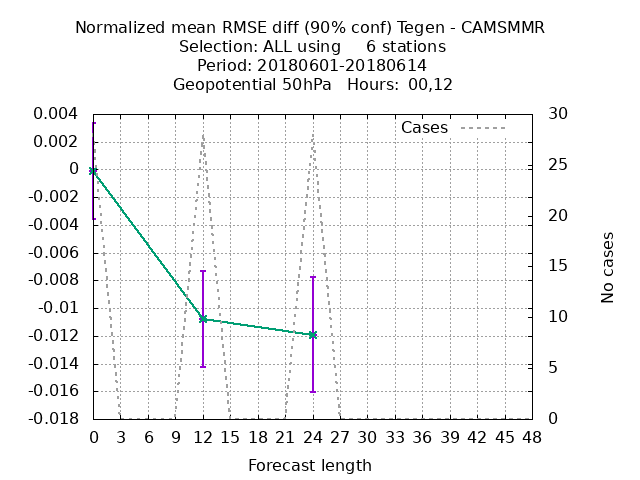 Normalized mean RMSE diff (90% conf) Tegen - CAMSMMR
Selection: ALL using     6 stations
Period: 20180601-20180614
Geopotential 50hPa   Hours:  00,12
Cases
0.004
0.002
0
-0.002
-0.004
-0.006
-0.008
-0.01
-0.012
-0.014
-0.016
-0.018
30
25
20
15
10
5
0
No cases
0 3 6 9 12 15 18 21 24 27 30 33 36 39 42 45 48
Forecast length